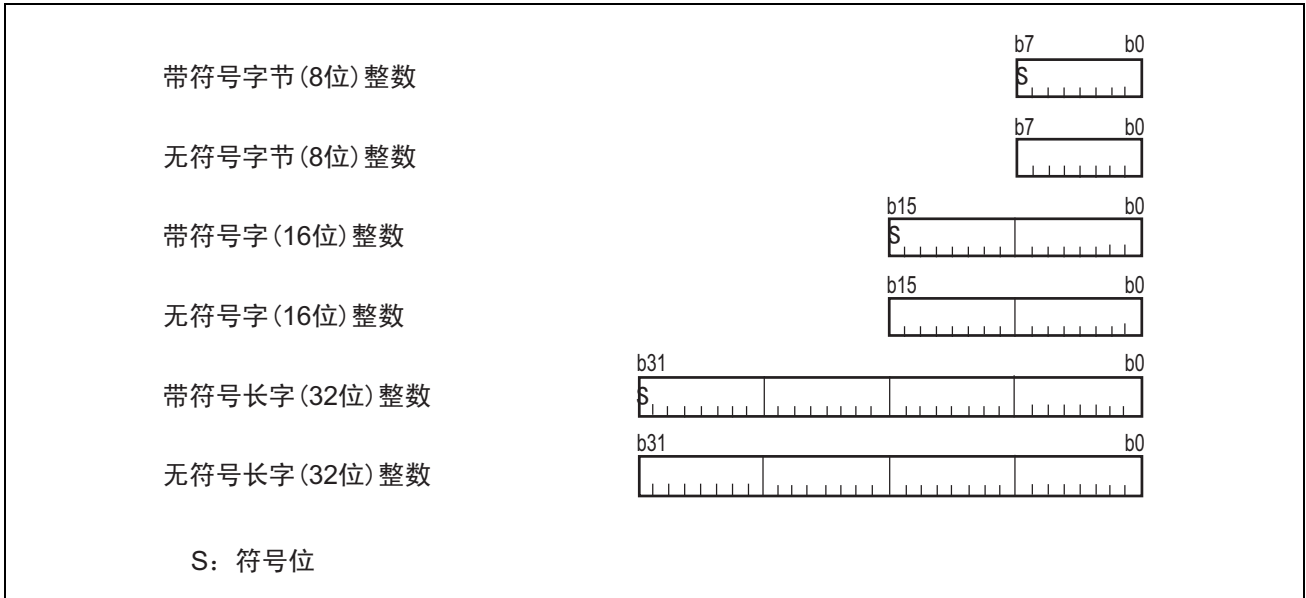 b7 b0
带符号字节(8位)整数
S
b7 b0
无符号字节(8位)整数
b15 b0
带符号字(16位)整数
S
b15 b0
无符号字(16位)整数
b31 b0
带符号长字(32位)整数
S
b31 b0
无符号长字(32位)整数
S：符号位